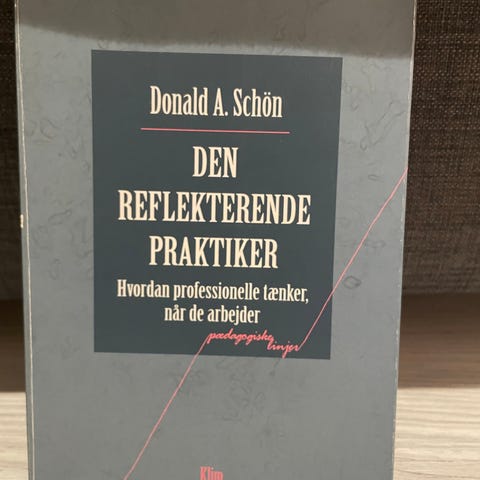 Donald A. Schön
DEN
REFLEKTERENDE
PRAKTIKER
Hvordan professionelle tænker,
når de arbejder
pædagogiske
linjer
Klim